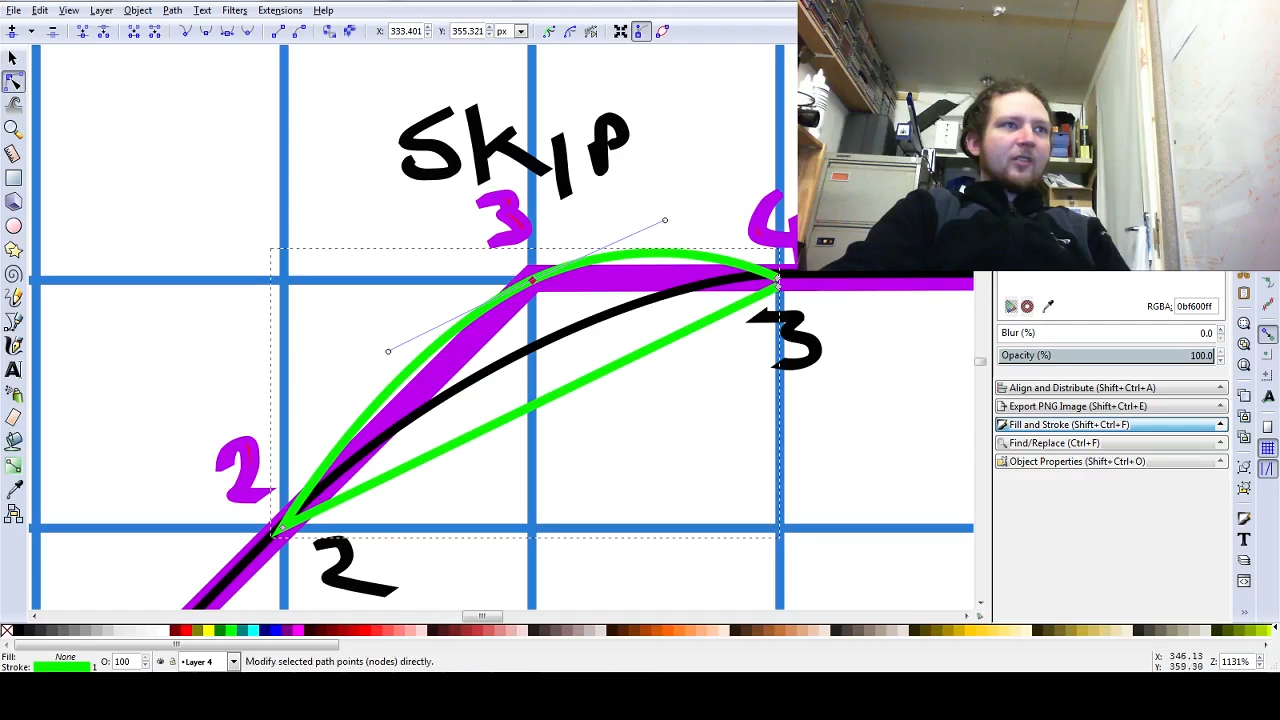 File Edit View Layer Object Path Text Filters Extensions Help
X: 333.401 Y: 355.321 px
Skip
3 4
RGBA: 0bf600ff
Blur (%) 0.0
Opacity (%) 100.0
3
Align and Distribute (Shift+Ctrl+A)
Export PNG Image (Shift+Ctrl+E)
Fill and Stroke (Shift+Ctrl+F)
Find/Replace (Ctrl+F)
Object Properties (Shift+Ctrl+O)
2
2
Fill: None O: 100 Layer 4 Modify selected path points (nodes) directly. X: 346.13 Z: 1131%
Stroke: 1 Y: 359.30